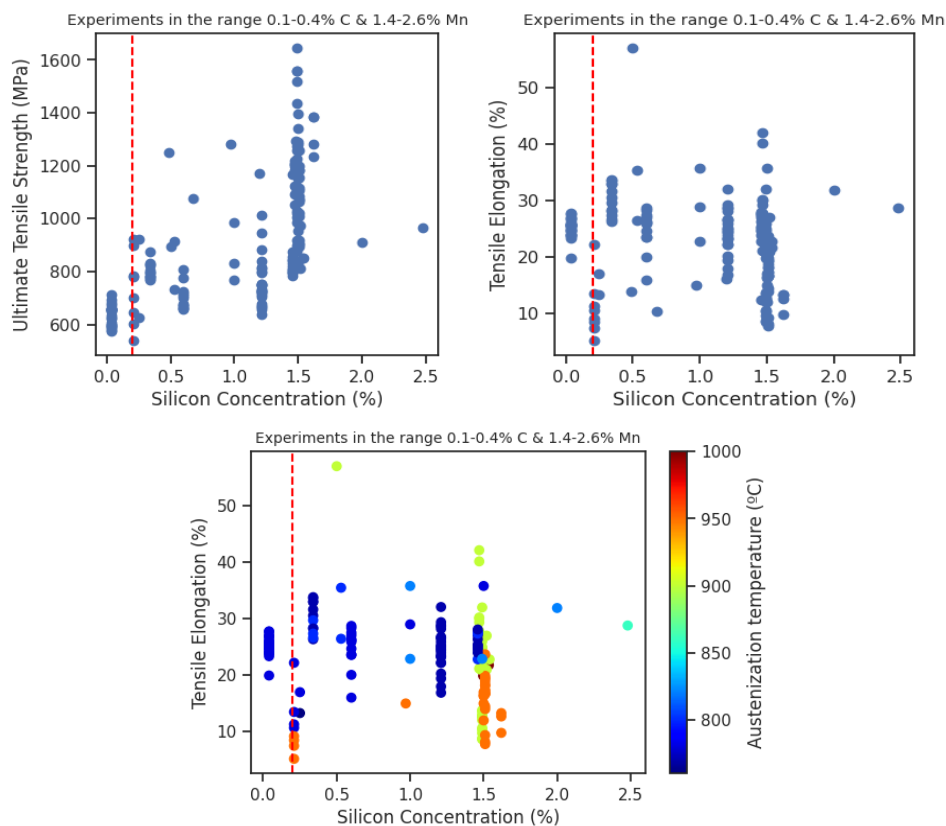 Experiments in the range 0.1-0.4% C & 1.4-2.6% Mn
Ultimate Tensile Strength (MPa)
1600
1400
1200
1000
800
600
0.0 0.5 1.0 1.5 2.0 2.5
Silicon Concentration (%)
Experiments in the range 0.1-0.4% C & 1.4-2.6% Mn
Tensile Elongation (%)
50
40
30
20
10
0.0 0.5 1.0 1.5 2.0 2.5
Silicon Concentration (%)
Experiments in the range 0.1-0.4% C & 1.4-2.6% Mn
Tensile Elongation (%)
50
40
30
20
10
0.0 0.5 1.0 1.5 2.0 2.5
Silicon Concentration (%)
1000
950
900
850
800
Austenization temperature (ºC)